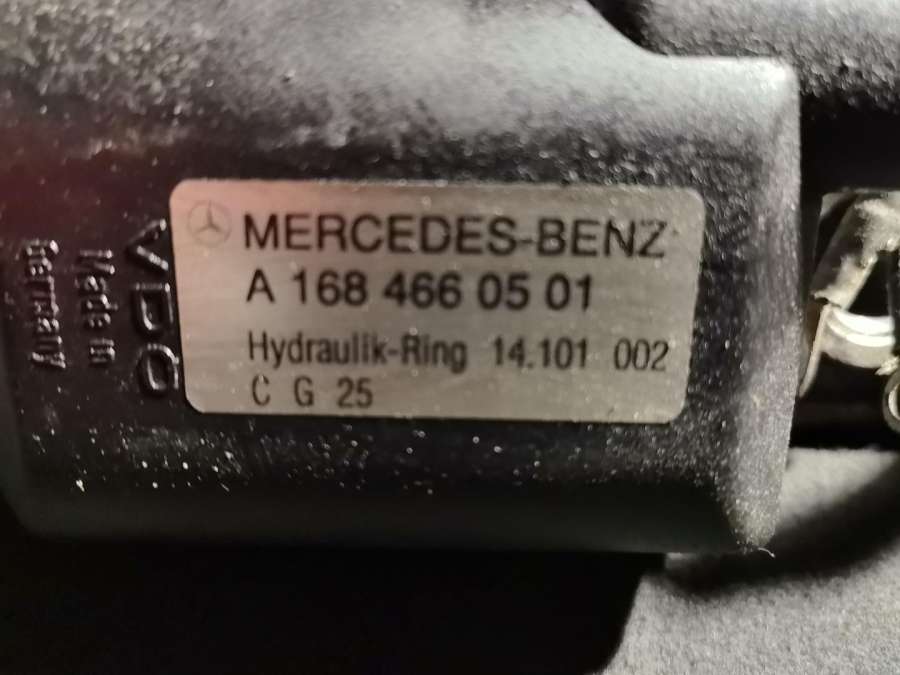 MERCEDES-BENZ
A 168 466 05 01
Hydraulik-Ring 14.101 002
C G 25
VDO
Made in
Germany